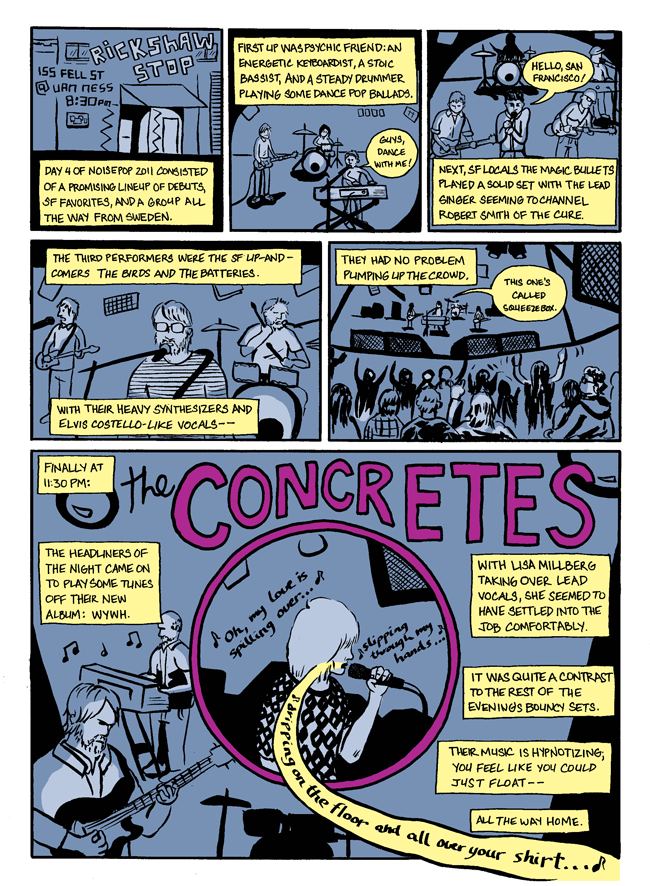 RICKSHAW
STOP
155 FELL ST
@ VAN NESS
8:30PM-
DAY 4 OF NOISEPOP 2011 CONSISTED
OF A PROMISING LINEUP OF DEBUTS,
SF FAVORITES, AND A GROUP ALL
THE WAY FROM SWEDEN.
FIRST UP WAS PSYCHIC FRIEND: AN
ENERGETIC KEYBOARDIST, A STOIC
BASSIST, AND A STEADY DRUMMER
PLAYING SOME DANCE POP BALLADS.
GUYS,
DANCE
WITH ME!
HELLO, SAN
FRANCISCO!
NEXT, SF LOCALS THE MAGIC BULLETS
PLAYED A SOLID SET WITH THE LEAD
SINGER SEEMING TO CHANNEL
ROBERT SMITH OF THE CURE.
THE THIRD PERFORMERS WERE THE SF UP-AND-
COMERS THE BIRDS AND THE BATTERIES.
WITH THEIR HEAVY SYNTHESIZERS AND
ELVIS COSTELLO-LIKE VOCALS--
THEY HAD NO PROBLEM
PUMPING UP THE CROWD.
THIS ONE'S
CALLED
SQUEEZEBOX.
FINALLY AT
11:30 PM:
the CONCRETES
THE HEADLINERS OF
THE NIGHT CAME ON
TO PLAY SOME TUNES
OFF THEIR NEW
ALBUM: WYWH.
Oh, my love is
spilling over...
slipping
through my
hands...
dripping on the floor and all over your shirt...
WITH LISA MILLBERG
TAKING OVER LEAD
VOCALS, SHE SEEMED TO
HAVE SETTLED INTO THE
JOB COMFORTABLY.
IT WAS QUITE A CONTRAST
TO THE REST OF THE
EVENING'S BOUNCY SETS.
THEIR MUSIC IS HYPNOTIZING;
YOU FEEL LIKE YOU COULD
JUST FLOAT--
ALL THE WAY HOME.